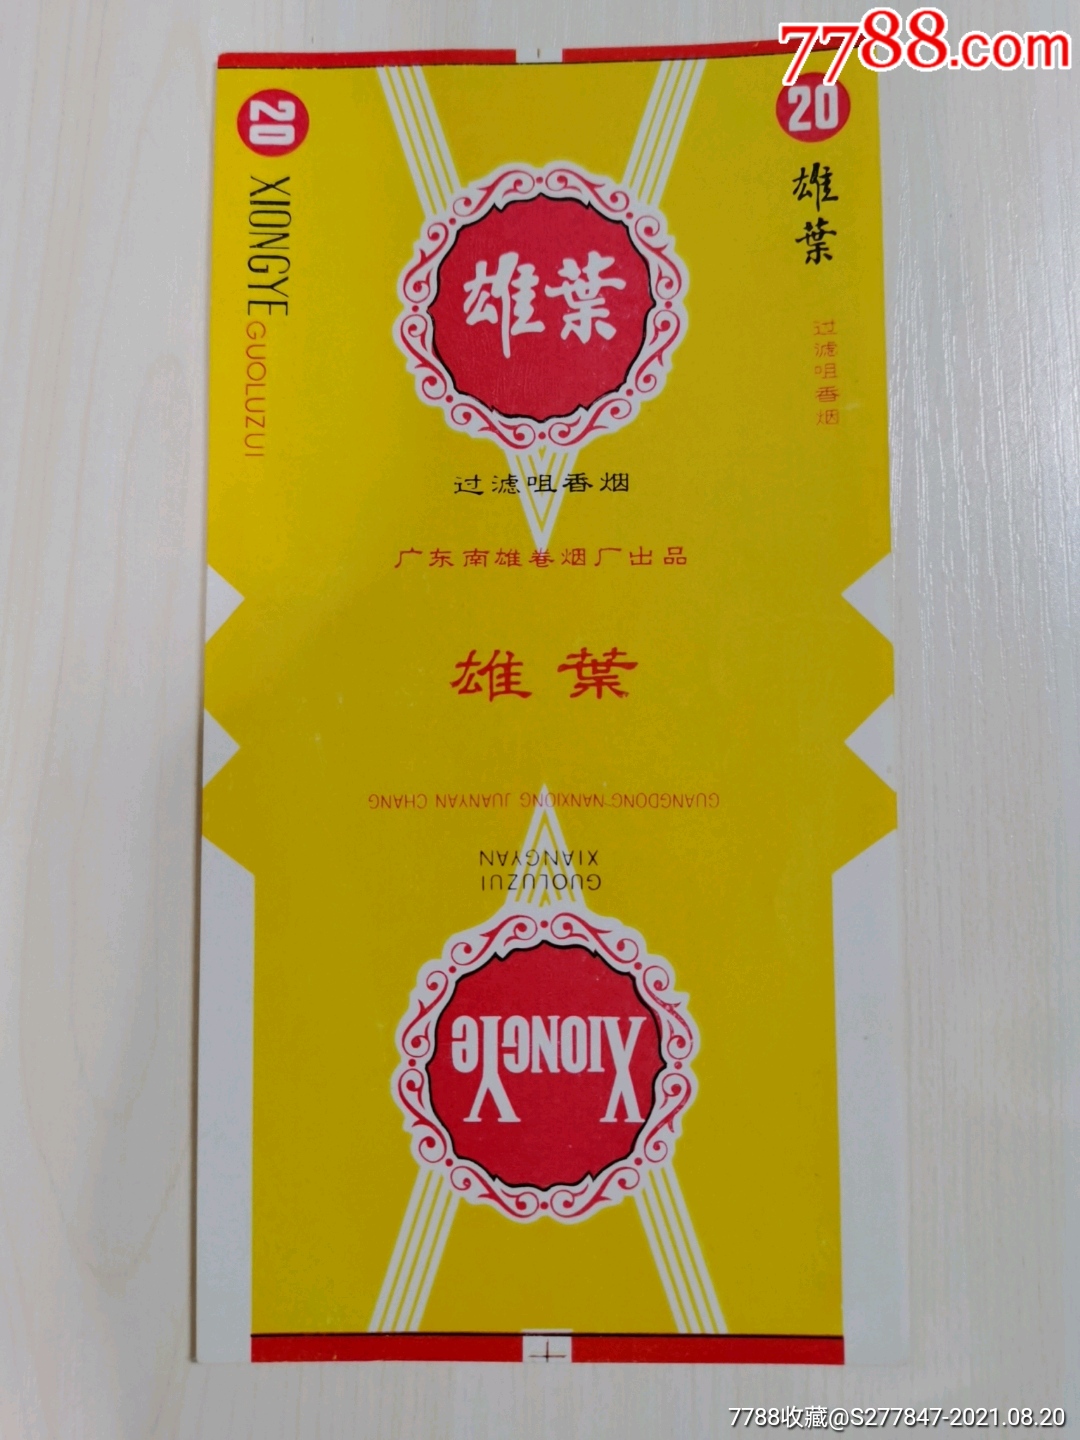 7788.com
20
XIONGYE
GUOLUZUI
20
雄葉
过滤咀香烟
雄葉
过滤咀香烟
广东南雄卷烟厂出品
雄葉
GUANGDONG NANXIONG JUANYAN CHANG
GUOLUZUI
XIANGYAN
XIONGYe
7788收藏@S277847-2021.08.20